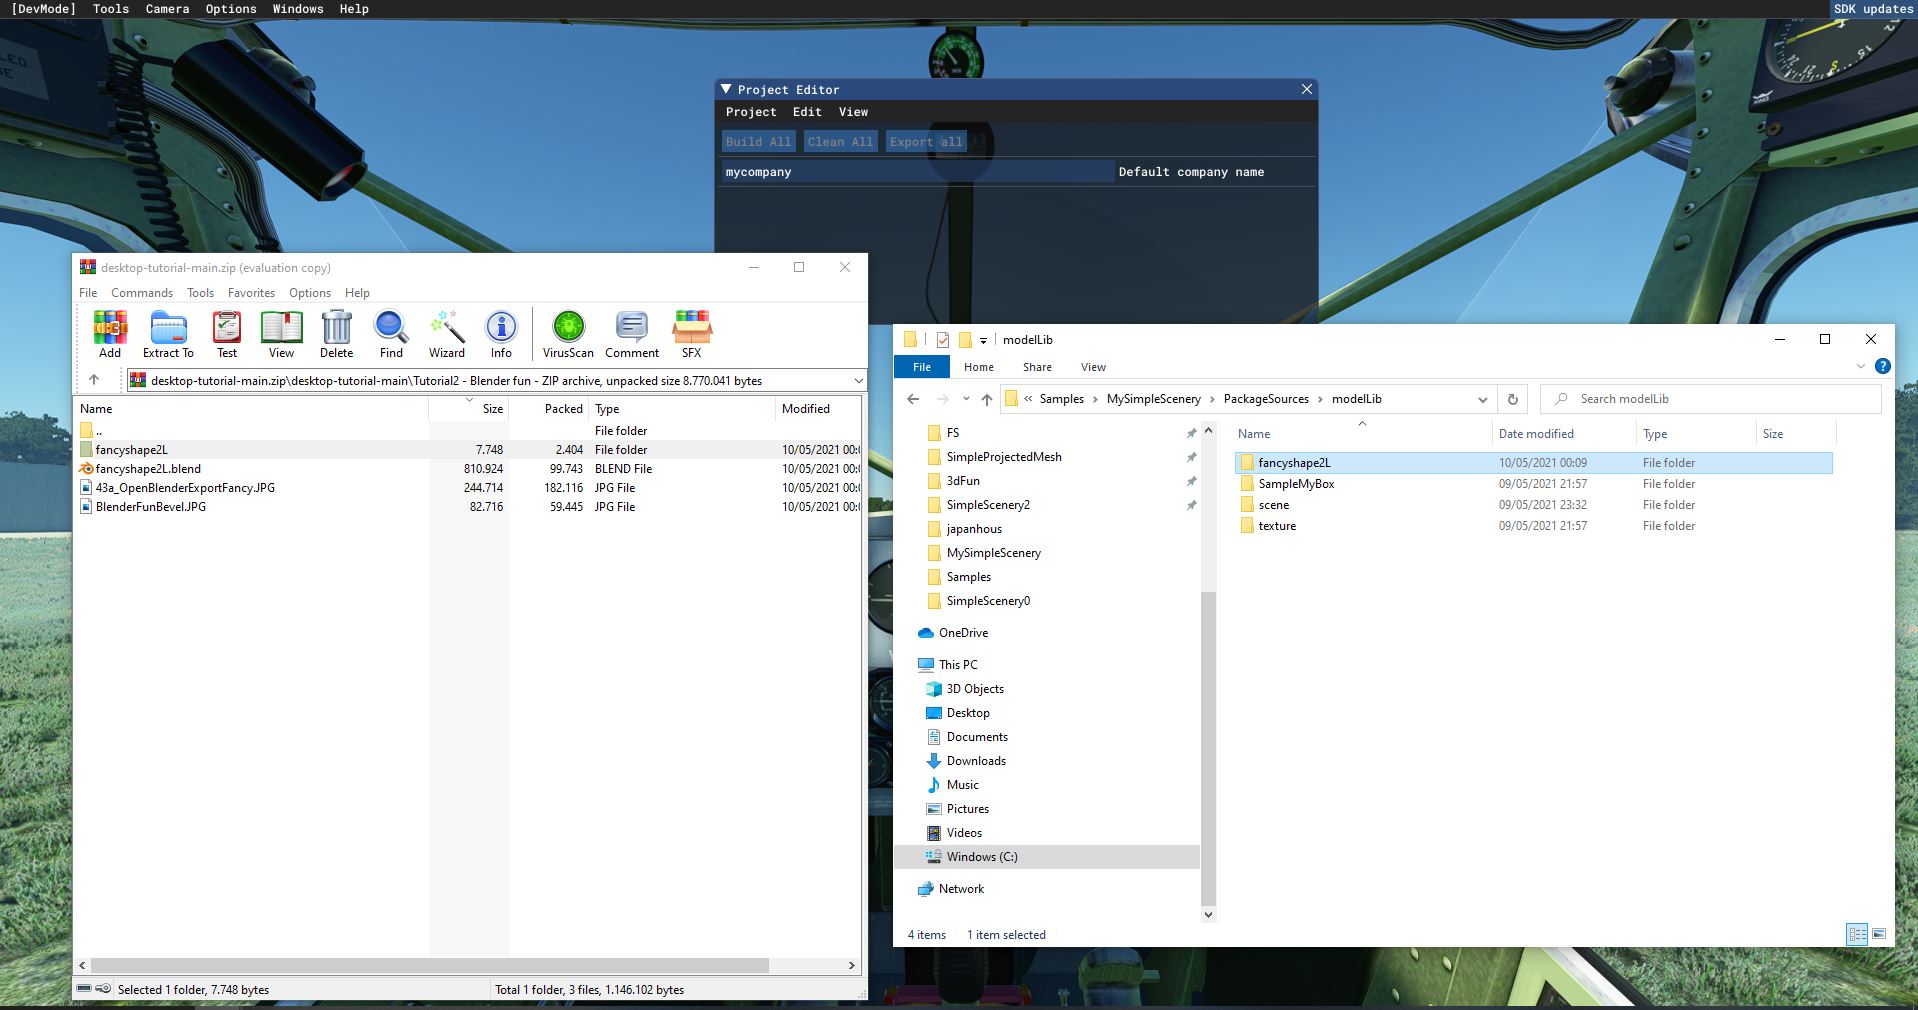 [DevMode] Tools Camera Options Windows Help SDK updates
Project Editor
Project Edit View
Build All Clean All Export all
mycompany Default company name
desktop-tutorial-main.zip (evaluation copy)
File Commands Tools Favorites Options Help
Add Extract To Test View Delete Find Wizard Info VirusScan Comment SFX
desktop-tutorial-main.zip\desktop-tutorial-main\Tutorial2 - Blender fun - ZIP archive, unpacked size 8.770.041 bytes
Name Size Packed Type Modified
.. File folder
fancyshape2L 7.748 2.404 File folder 10/05/2021 00:
fancyshape2L.blend 810.924 99.743 BLEND File 10/05/2021 00:
43a_OpenBlenderExportFancy.JPG 244.714 182.116 JPG File 10/05/2021 00:
BlenderFunBevel.JPG 82.716 59.445 JPG File 10/05/2021 00:
Selected 1 folder, 7.748 bytes Total 1 folder, 3 files, 1.146.102 bytes
modelLib
File Home Share View
« Samples › MySimpleScenery › PackageSources › modelLib Search modelLib
FS
SimpleProjectedMesh
3dFun
SimpleScenery2
japanhous
MySimpleScenery
Samples
SimpleScenery0
OneDrive
This PC
3D Objects
Desktop
Documents
Downloads
Music
Pictures
Videos
Windows (C:)
Network
Name Date modified Type Size
fancyshape2L 10/05/2021 00:09 File folder
SampleMyBox 09/05/2021 21:57 File folder
scene 09/05/2021 23:32 File folder
texture 09/05/2021 21:57 File folder
4 items 1 item selected